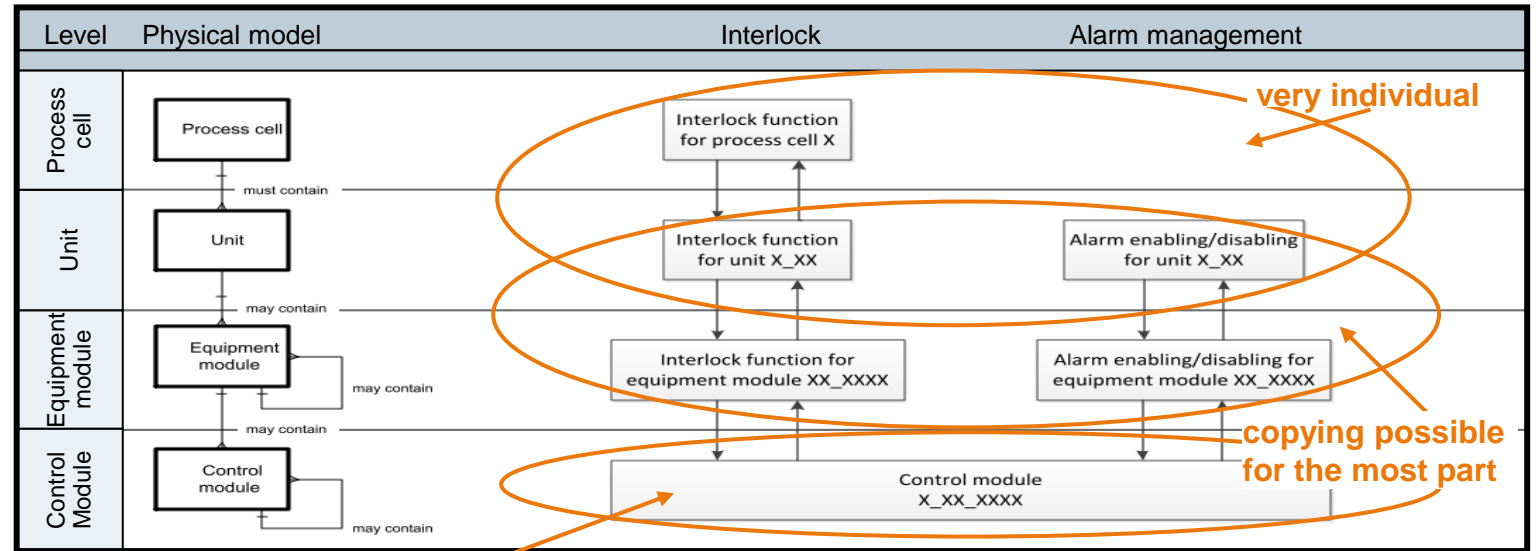 Level Physical model Interlock Alarm management
Process
cell
Process cell
Interlock function
for process cell X
very individual
must contain
Unit
Unit
Interlock function
for unit X_XX
Alarm enabling/disabling
for unit X_XX
may contain
Equipment
module
Equipment
module
may contain
Interlock function for
equipment module XX_XXXX
Alarm enabling/disabling for
equipment module XX_XXXX
may contain
copying possible
for the most part
Control
Module
Control
module
may contain
Control module
X_XX_XXXX